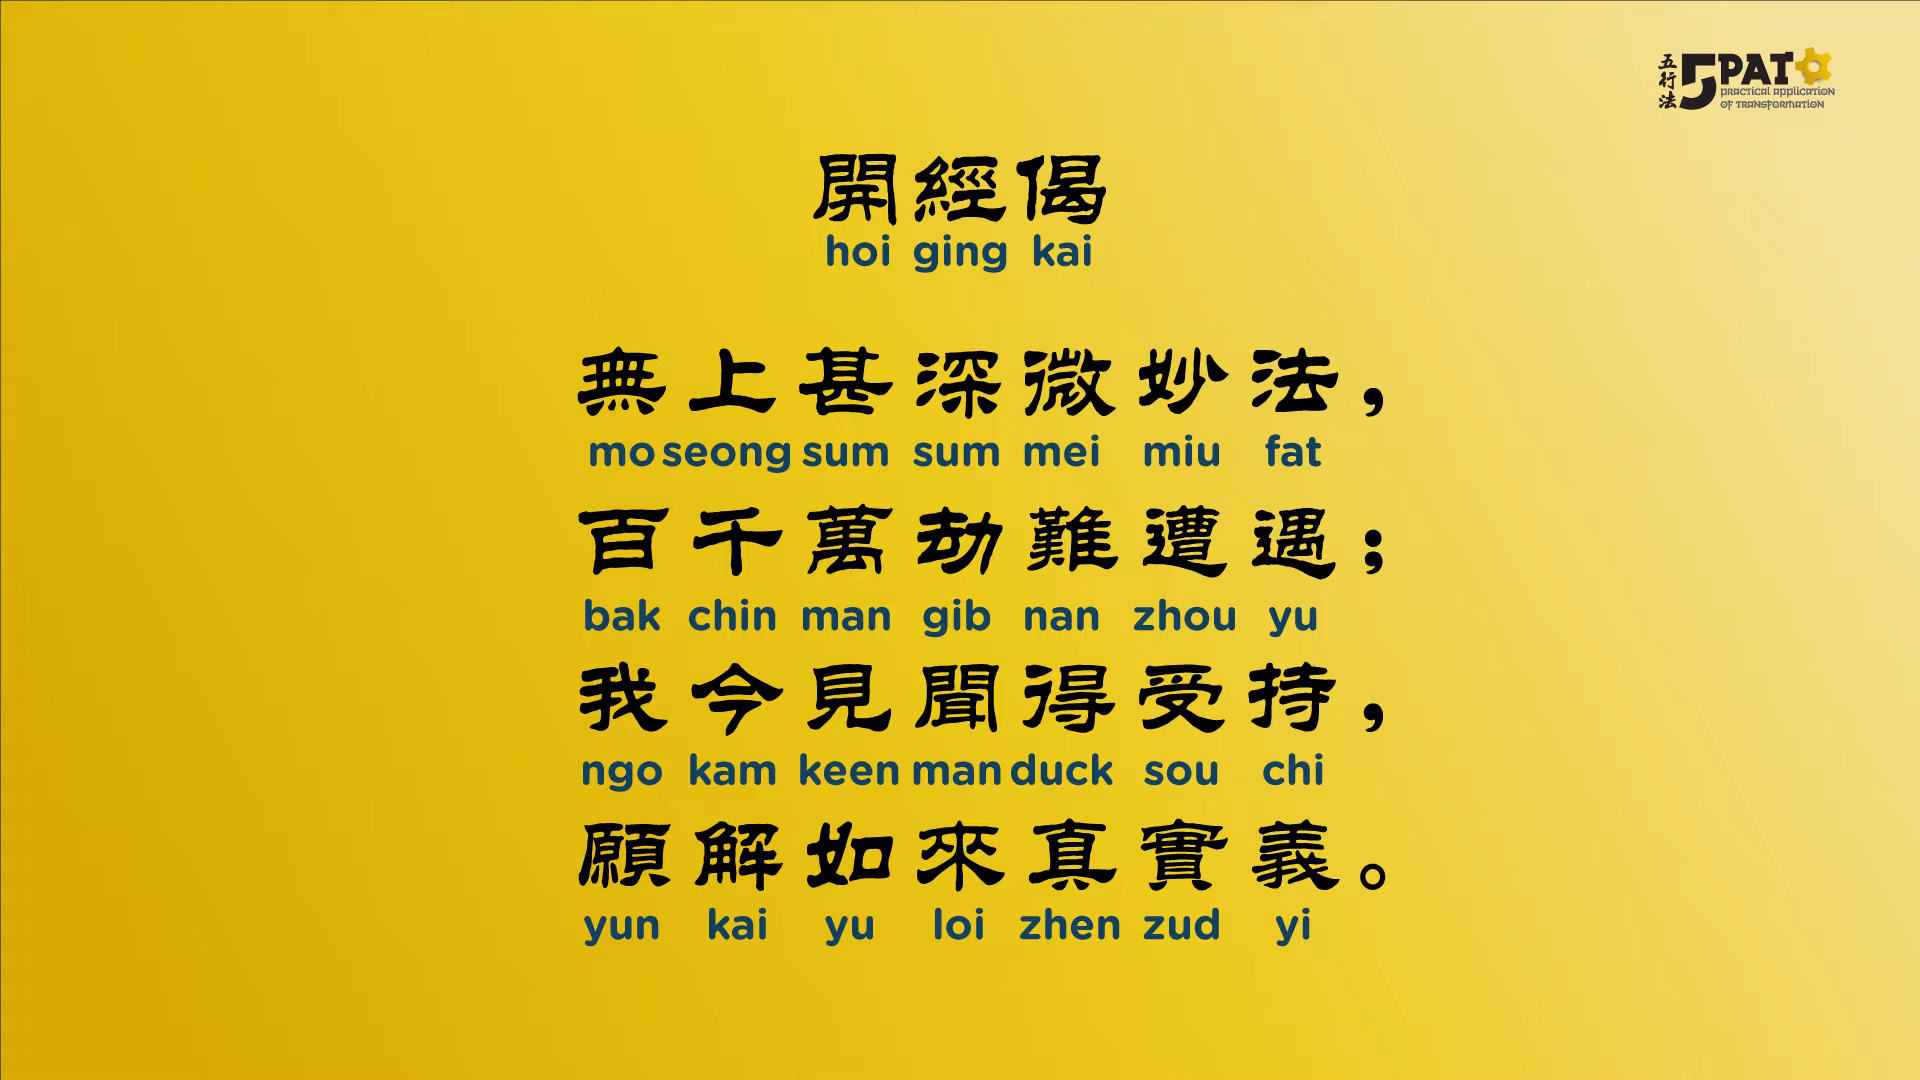 五行法
5PAT
PRACTICAL APPLICATION
OF TRANSFORMATION
開經偈
hoi ging kai
無上甚深微妙法，
mo seong sum sum mei miu fat
百千萬劫難遭遇；
bak chin man gib nan zhou yu
我今見聞得受持，
ngo kam keen man duck sou chi
願解如來真實義。
yun kai yu loi zhen zud yi